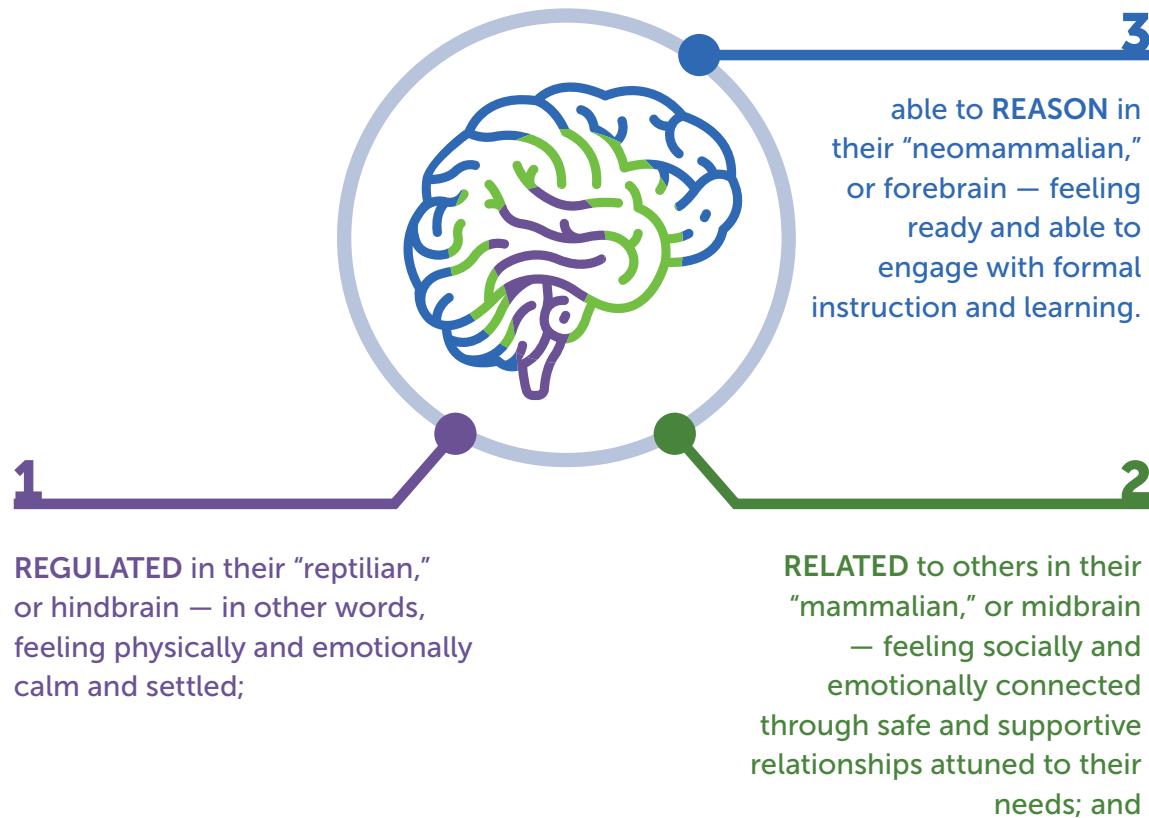 1
REGULATED in their “reptilian,”
or hindbrain — in other words,
feeling physically and emotionally
calm and settled;
2
RELATED to others in their
“mammalian,” or midbrain
— feeling socially and
emotionally connected
through safe and supportive
relationships attuned to their
needs; and
3
able to REASON in
their “neomammalian,”
or forebrain — feeling
ready and able to
engage with formal
instruction and learning.